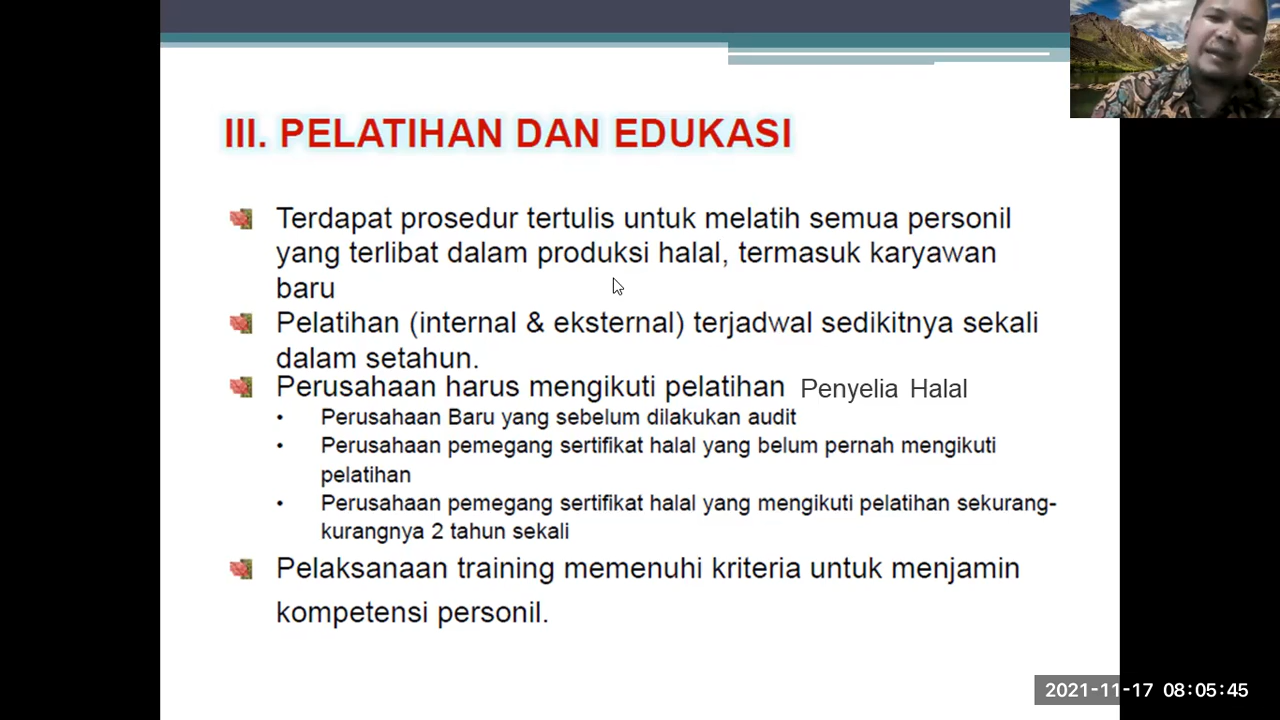 III. PELATIHAN DAN EDUKASI
Terdapat prosedur tertulis untuk melatih semua personil
yang terlibat dalam produksi halal, termasuk karyawan
baru
Pelatihan (internal & eksternal) terjadwal sedikitnya sekali
dalam setahun.
Perusahaan harus mengikuti pelatihan Penyelia Halal
• Perusahaan Baru yang sebelum dilakukan audit
• Perusahaan pemegang sertifikat halal yang belum pernah mengikuti
pelatihan
• Perusahaan pemegang sertifikat halal yang mengikuti pelatihan sekurang-
kurangnya 2 tahun sekali
Pelaksanaan training memenuhi kriteria untuk menjamin
kompetensi personil.
2021-11-17 08:05:45